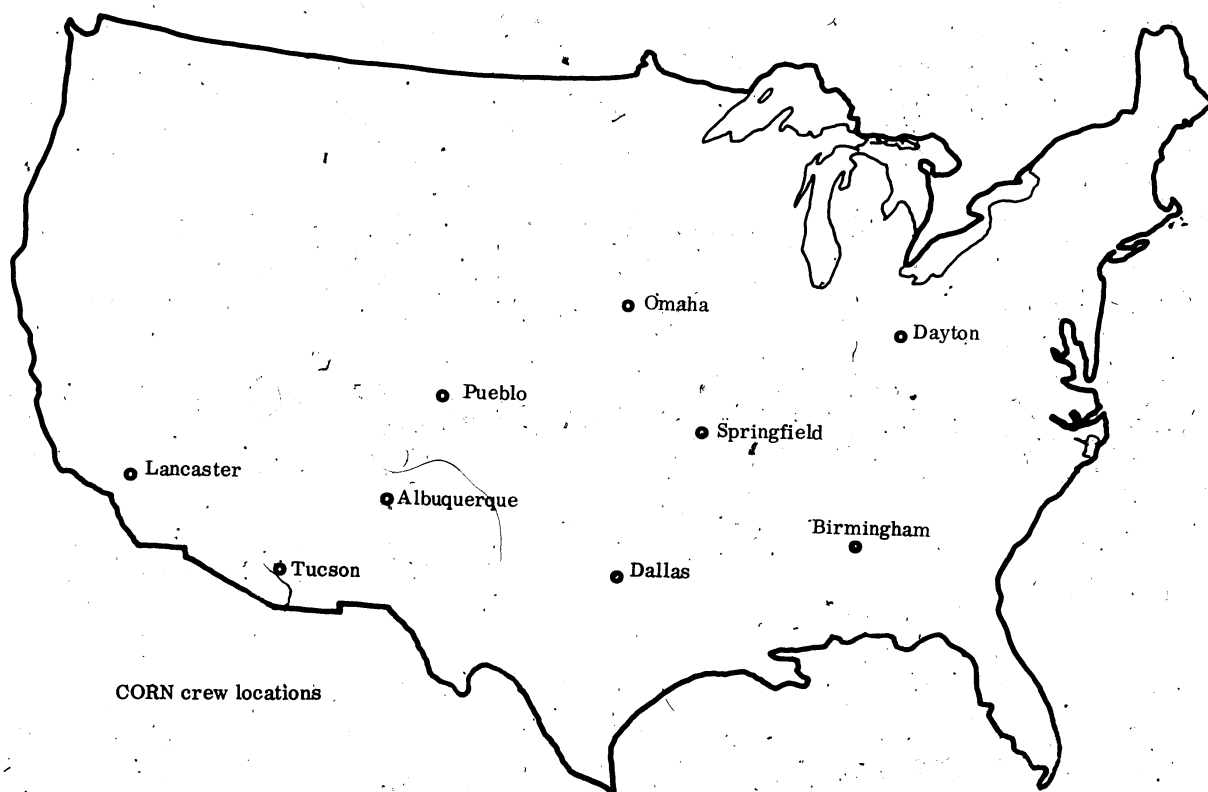 Omaha
Dayton
Pueblo
Springfield
Lancaster
Albuquerque
Birmingham
Tucson
Dallas
CORN crew locations